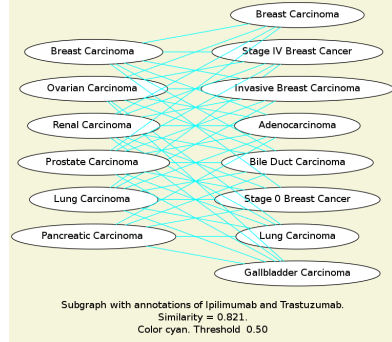 Breast Carcinoma
Breast Carcinoma
Stage IV Breast Cancer
Ovarian Carcinoma
Invasive Breast Carcinoma
Renal Carcinoma
Adenocarcinoma
Prostate Carcinoma
Bile Duct Carcinoma
Lung Carcinoma
Stage 0 Breast Cancer
Pancreatic Carcinoma
Lung Carcinoma
Gallbladder Carcinoma
Subgraph with annotations of Ipilimumab and Trastuzumab.
Similarity = 0.821.
Color cyan. Threshold 0.50